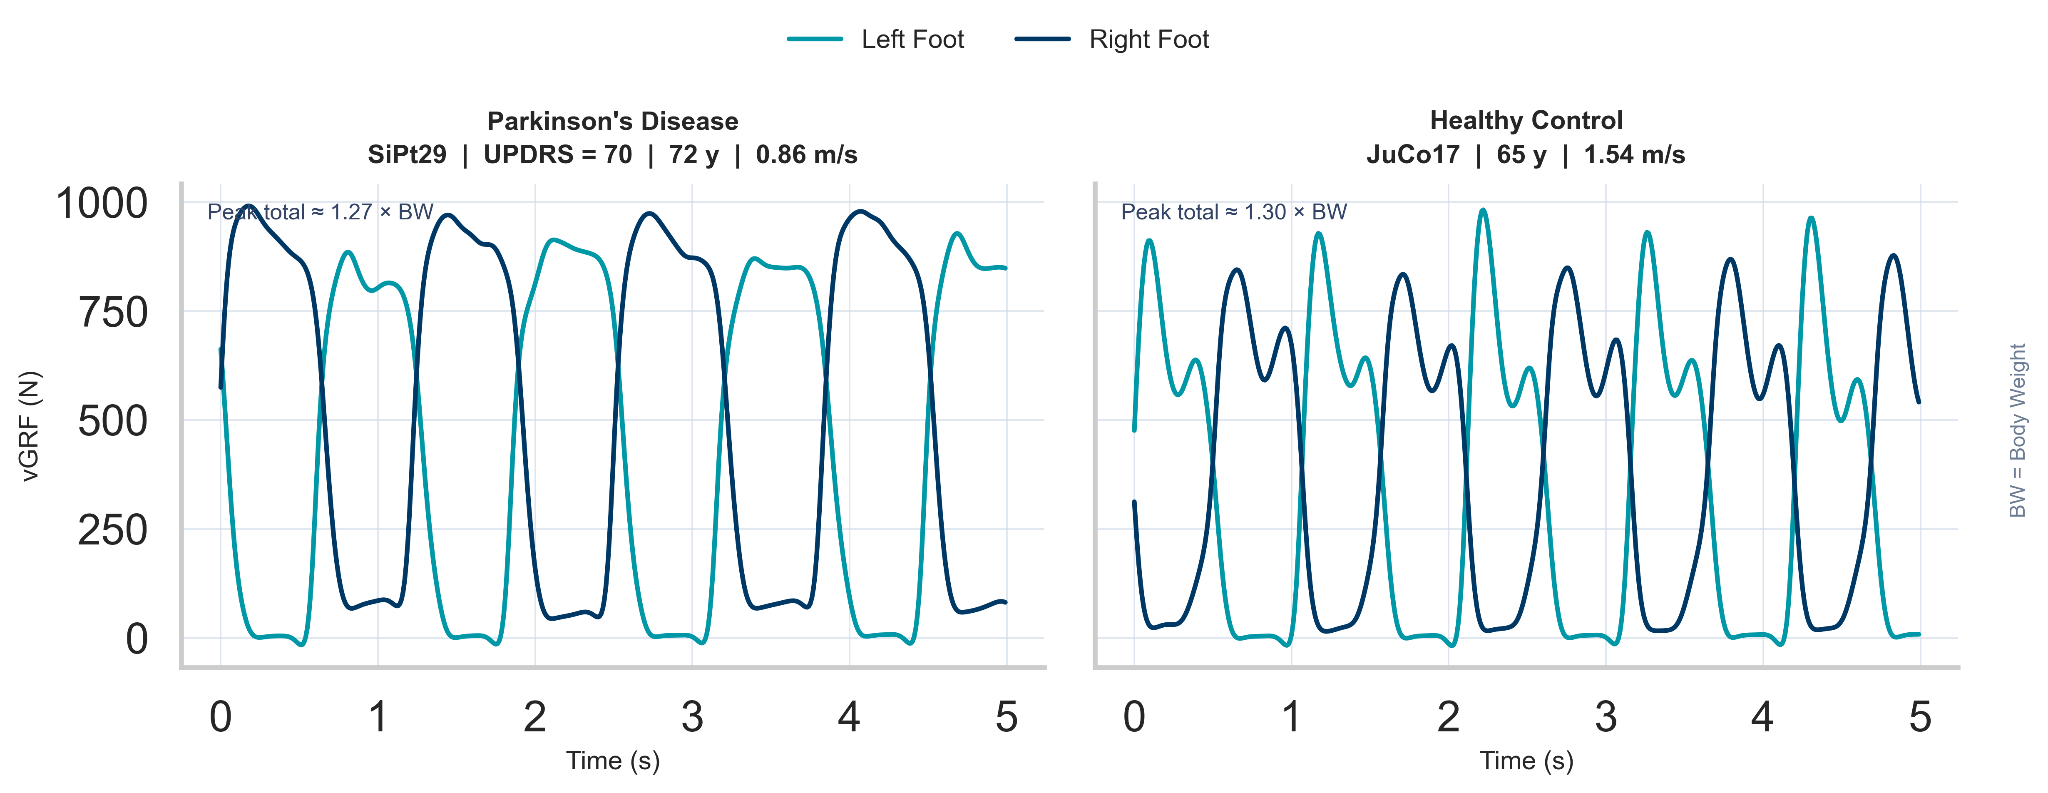 Left Foot
Right Foot
Parkinson's Disease
SiPt29 | UPDRS = 70 | 72 y | 0.86 m/s
Peak total ≈ 1.27 × BW
1000
750
500
250
0
vGRF (N)
0 1 2 3 4 5
Time (s)
Healthy Control
JuCo17 | 65 y | 1.54 m/s
Peak total ≈ 1.30 × BW
0 1 2 3 4 5
Time (s)
BW = Body Weight